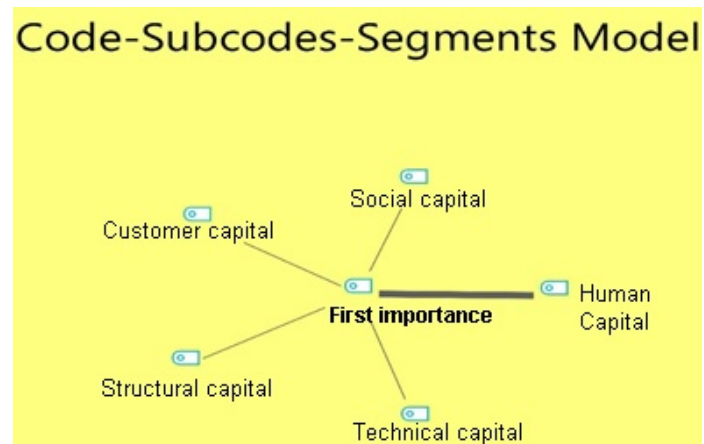 Code-Subcodes-Segments Model
Social capital
Customer capital
First importance
Human
Capital
Structural capital
Technical capital